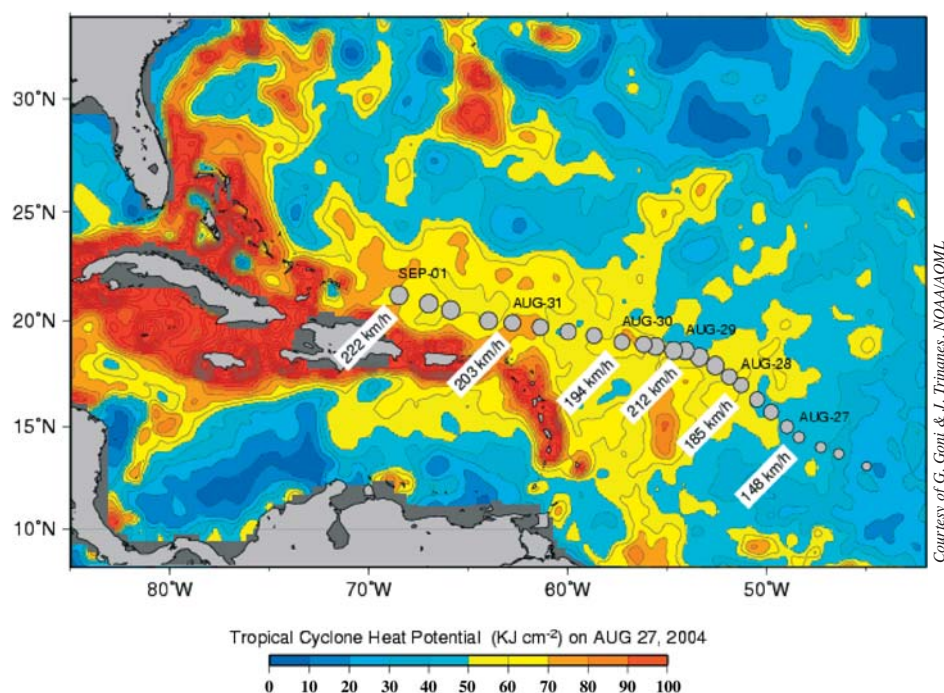 30°N
25°N
20°N
15°N
10°N
SEP-01
AUG-31
AUG-30
AUG-29
AUG-28
AUG-27
222 km/h
203 km/h
194 km/h
212 km/h
185 km/h
148 km/h
80°W
70°W
60°W
50°W
Tropical Cyclone Heat Potential (KJ cm-2) on AUG 27, 2004
0 10 20 30 40 50 60 70 80 90 100
Courtesy of G. Goni & J. Trinanes, NOAA/AOML